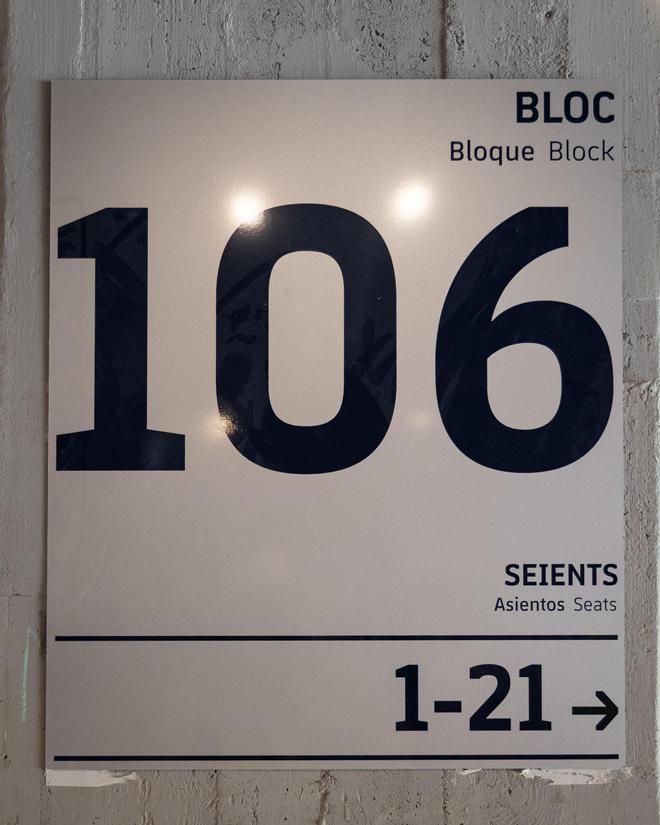 BLOC
Bloque Block
106
SEIENTS
Asientos Seats
1-21 →